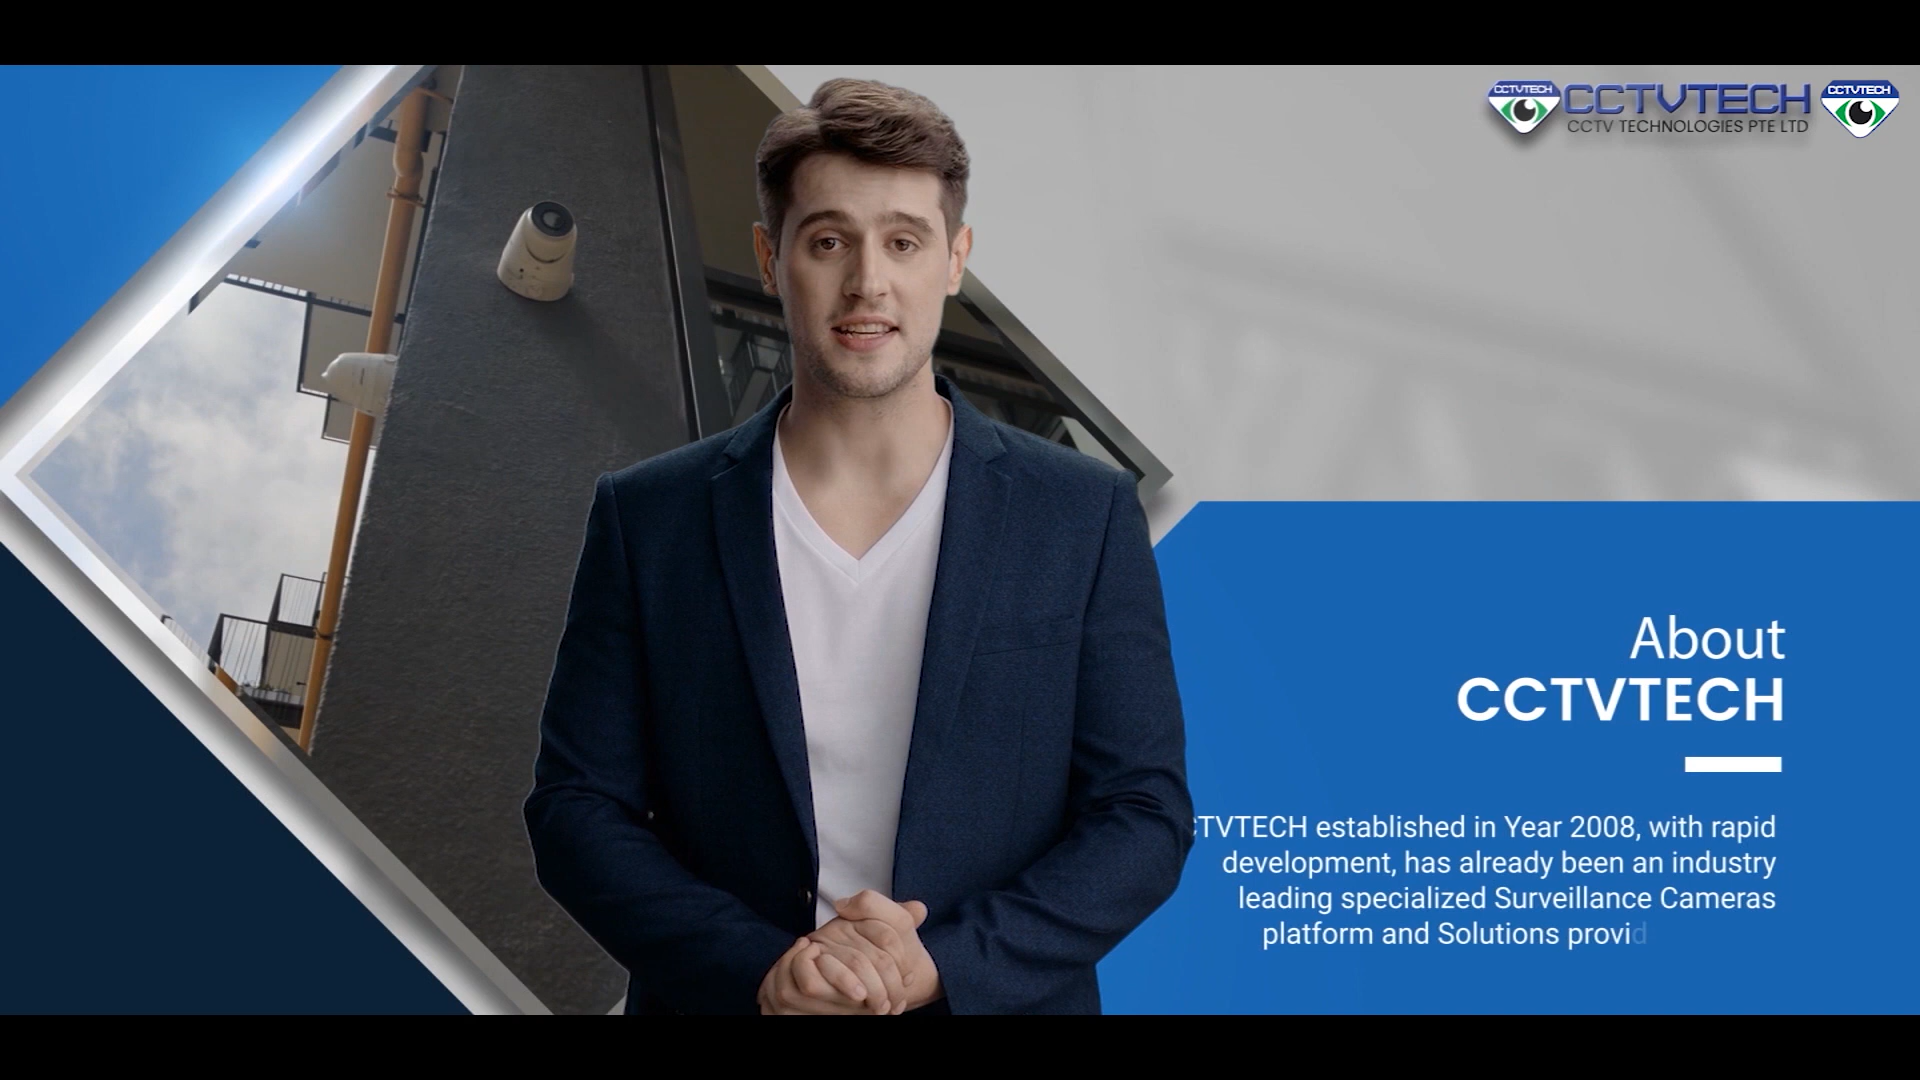 CCTVTECH
CCTVTECH
CCTVTECH
CCTV TECHNOLOGIES PTE LTD
About
CCTVTECH
TVTECH established in Year 2008, with rapid
development, has already been an industry
leading specialized Surveillance Cameras
platform and Solutions provid